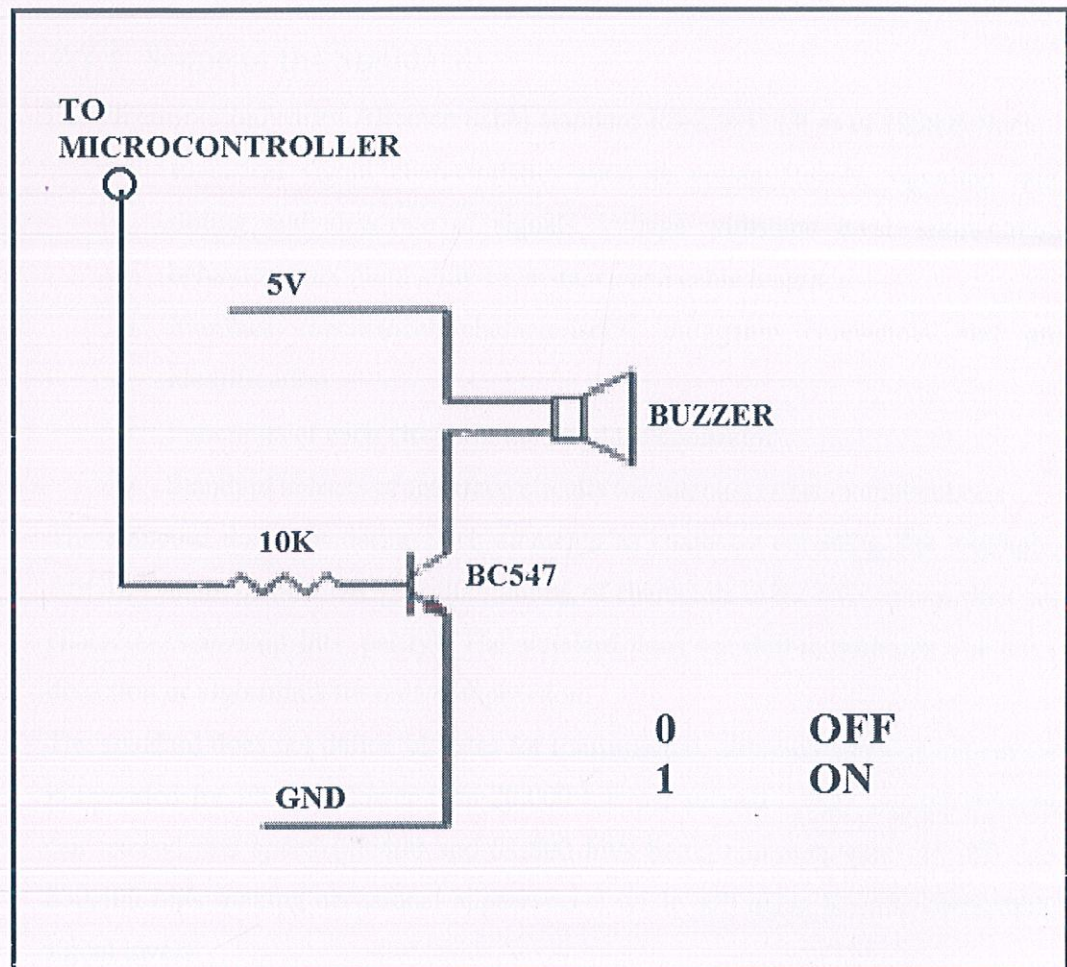 TO
MICROCONTROLLER
5V
BUZZER
10K
BC547
0 OFF
1 ON
GND